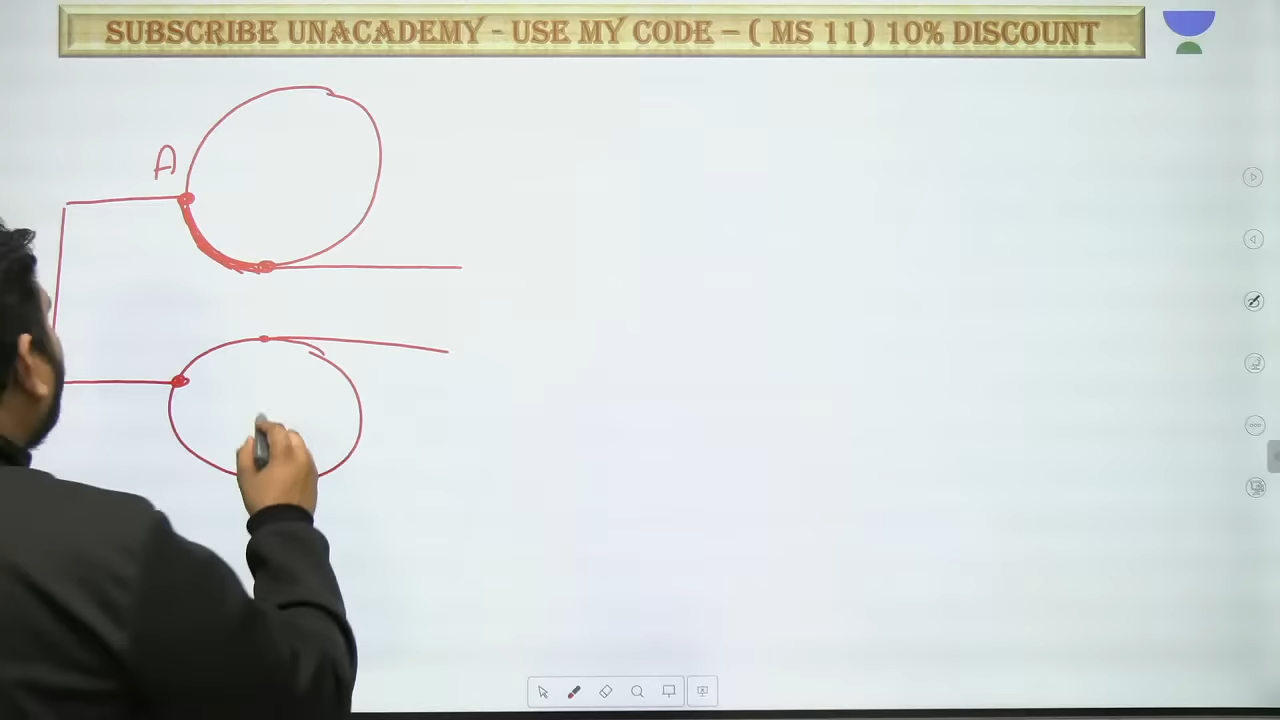 SUBSCRIBE UNACADEMY - USE MY CODE – ( MS 11) 10% DISCOUNT
A